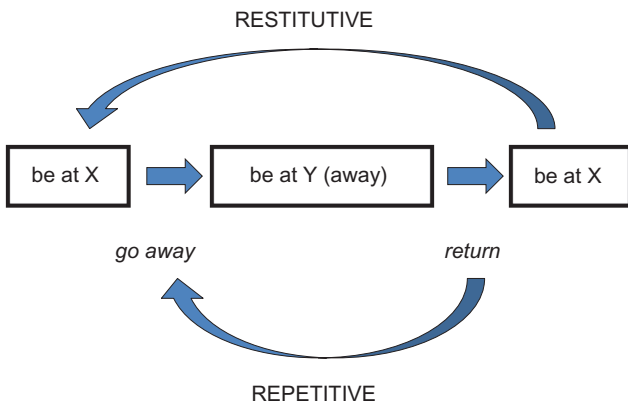 RESTITUTIVE
be at X
be at Y (away)
be at X
go away
return
REPETITIVE